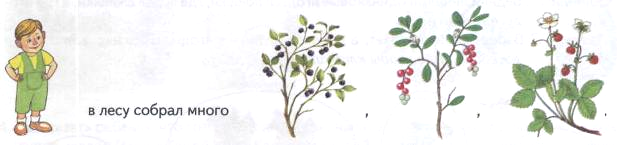 в лесу собрал много , , .